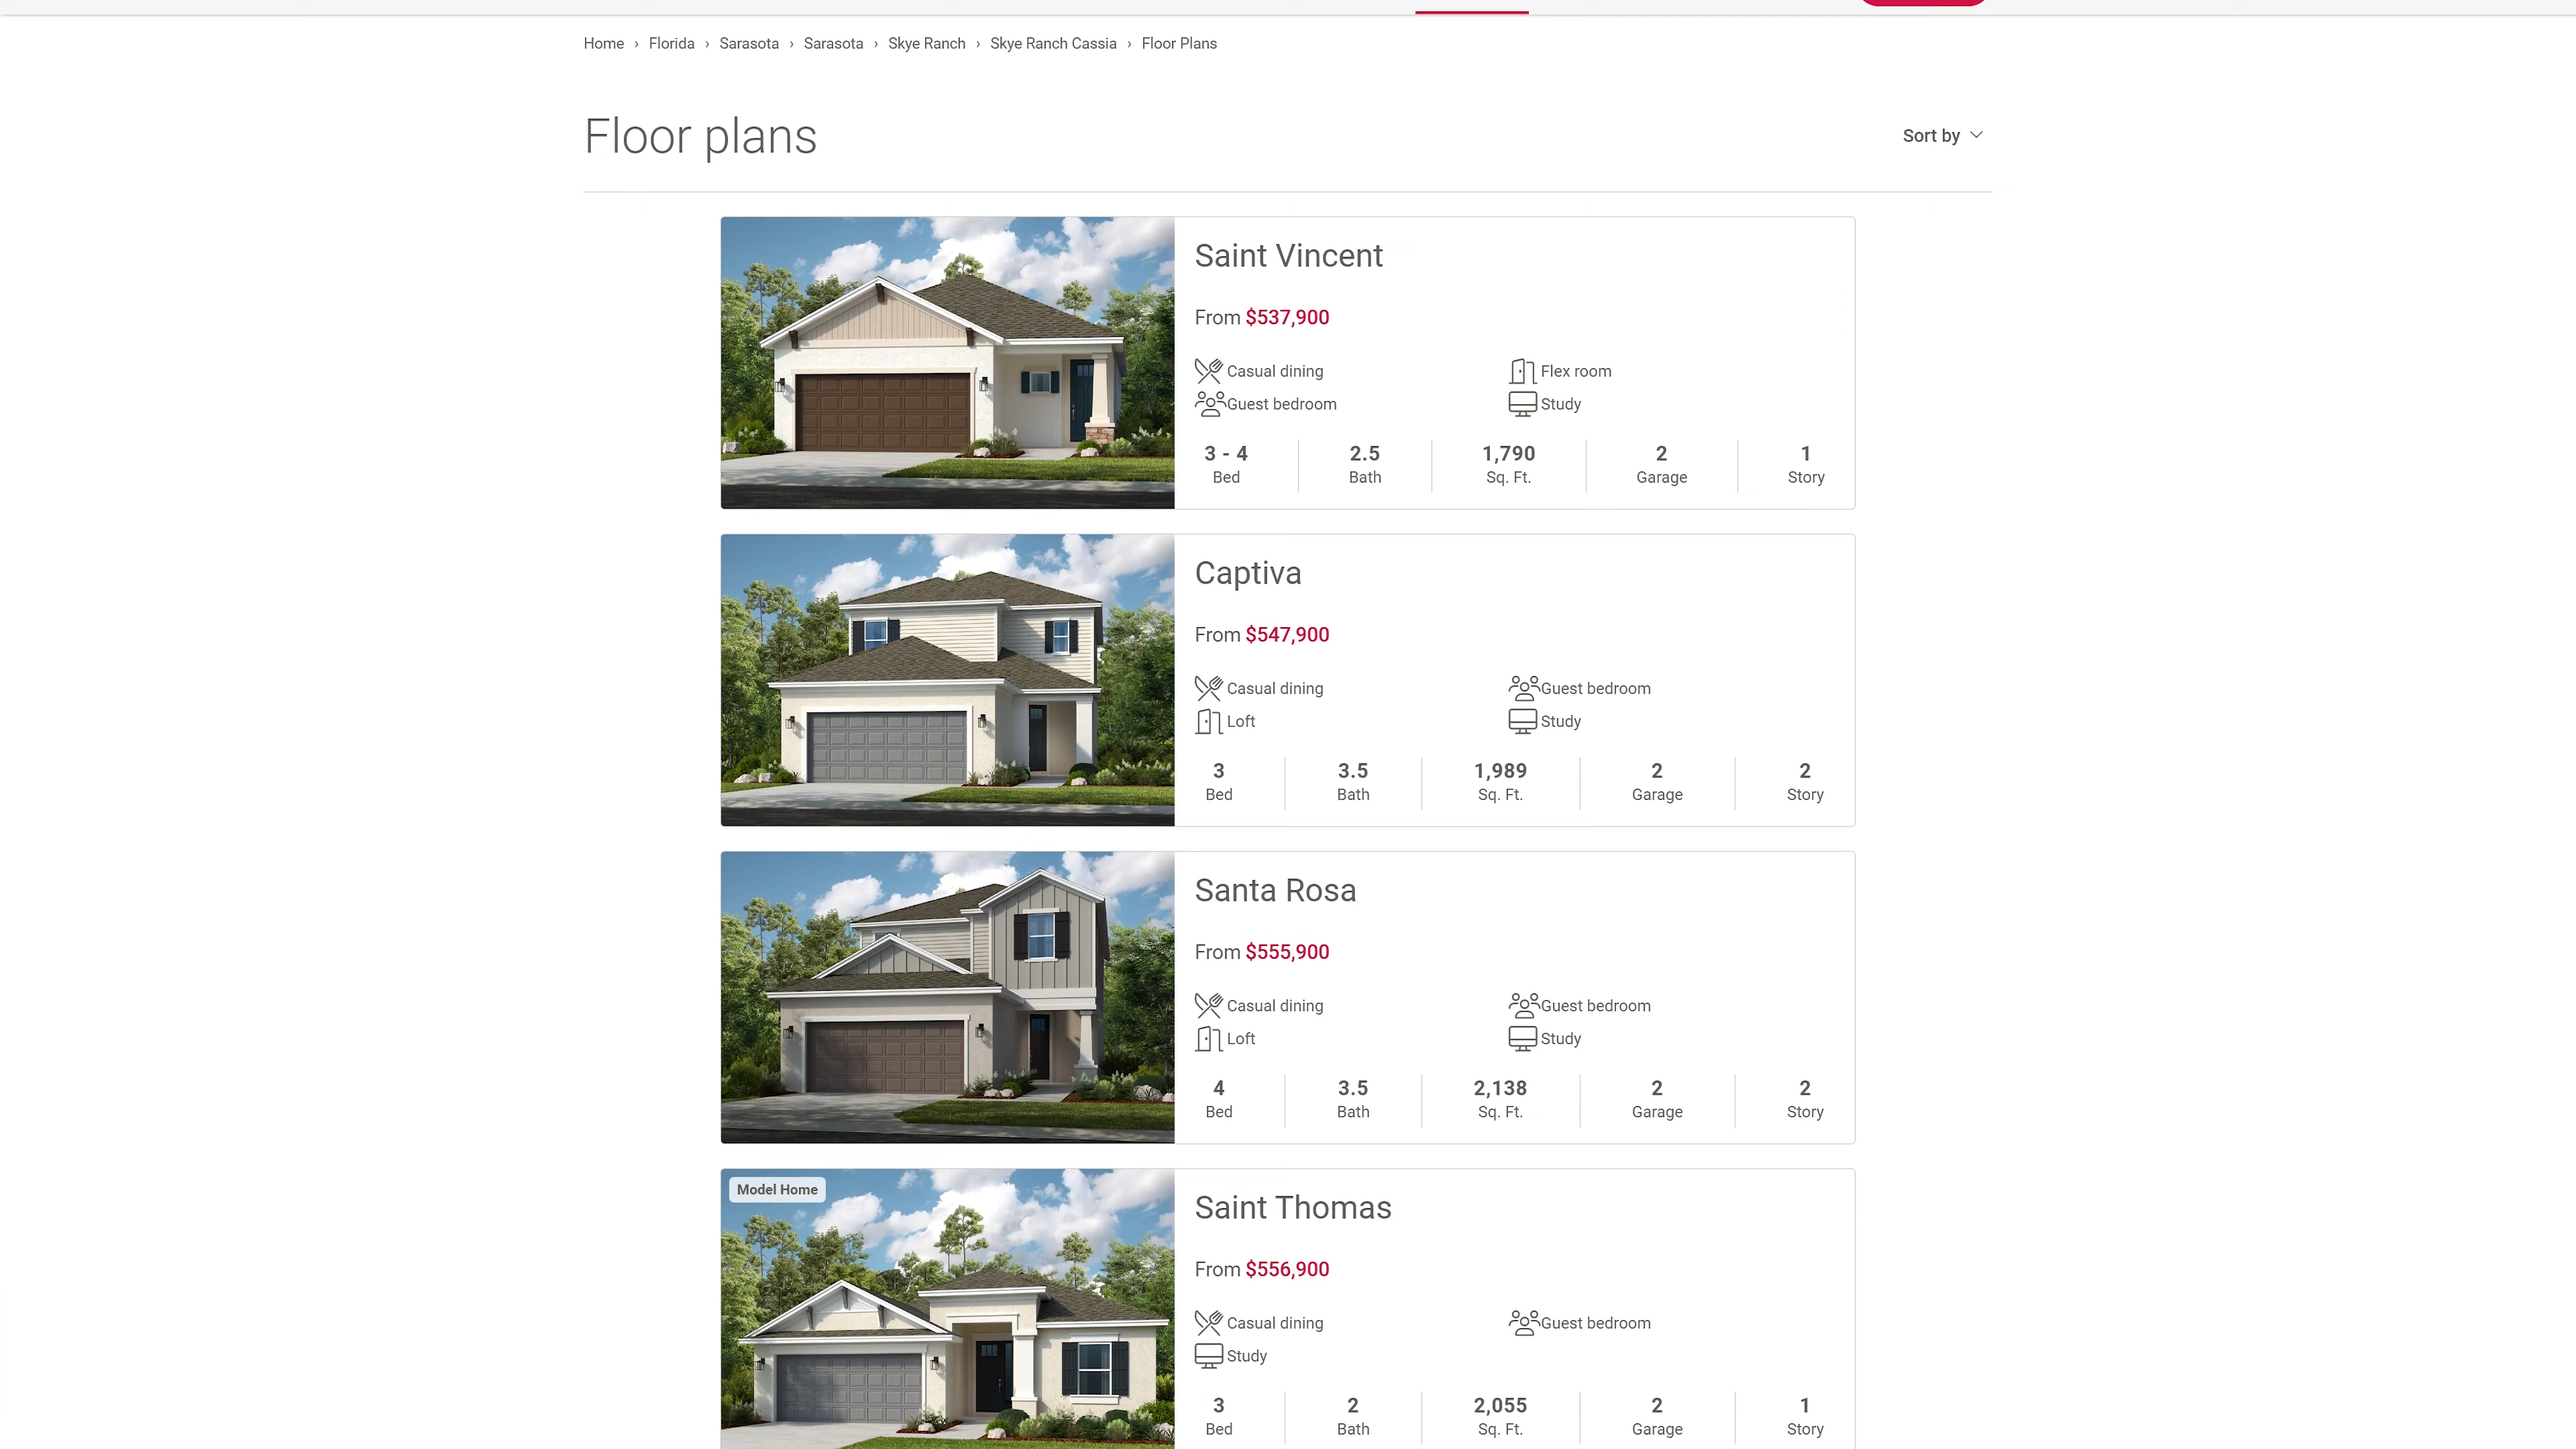 Home › Florida › Sarasota › Sarasota › Skye Ranch › Skye Ranch Cassia › Floor Plans
Floor plans
Sort by
Saint Vincent
From $537,900
Casual dining
Flex room
Guest bedroom
Study
3 - 4
2.5
1,790
2
1
Bed
Bath
Sq. Ft.
Garage
Story
Captiva
From $547,900
Casual dining
Guest bedroom
Loft
Study
3
3.5
1,989
2
2
Bed
Bath
Sq. Ft.
Garage
Story
Santa Rosa
From $555,900
Casual dining
Guest bedroom
Loft
Study
4
3.5
2,138
2
2
Bed
Bath
Sq. Ft.
Garage
Story
Model Home
Saint Thomas
From $556,900
Casual dining
Guest bedroom
Study
3
2
2,055
2
1
Bed
Bath
Sq. Ft.
Garage
Story